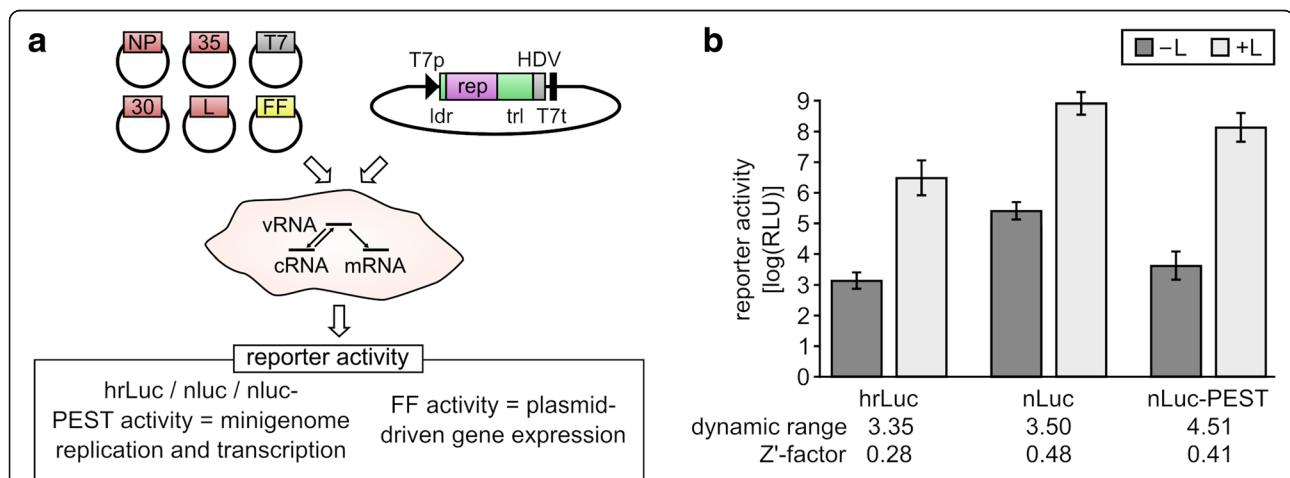 a
NP 35 T7
30 L FF
T7p HDV
rep
ldr trl T7t
vRNA
cRNA mRNA
reporter activity
hrLuc / nluc / nluc-
PEST activity = minigenome
replication and transcription
FF activity = plasmid-
driven gene expression
b
–L +L
reporter activity
[log(RLU)]
9
8
7
6
5
4
3
2
1
0
hrLuc nLuc nLuc-PEST
dynamic range 3.35 3.50 4.51
Z'-factor 0.28 0.48 0.41